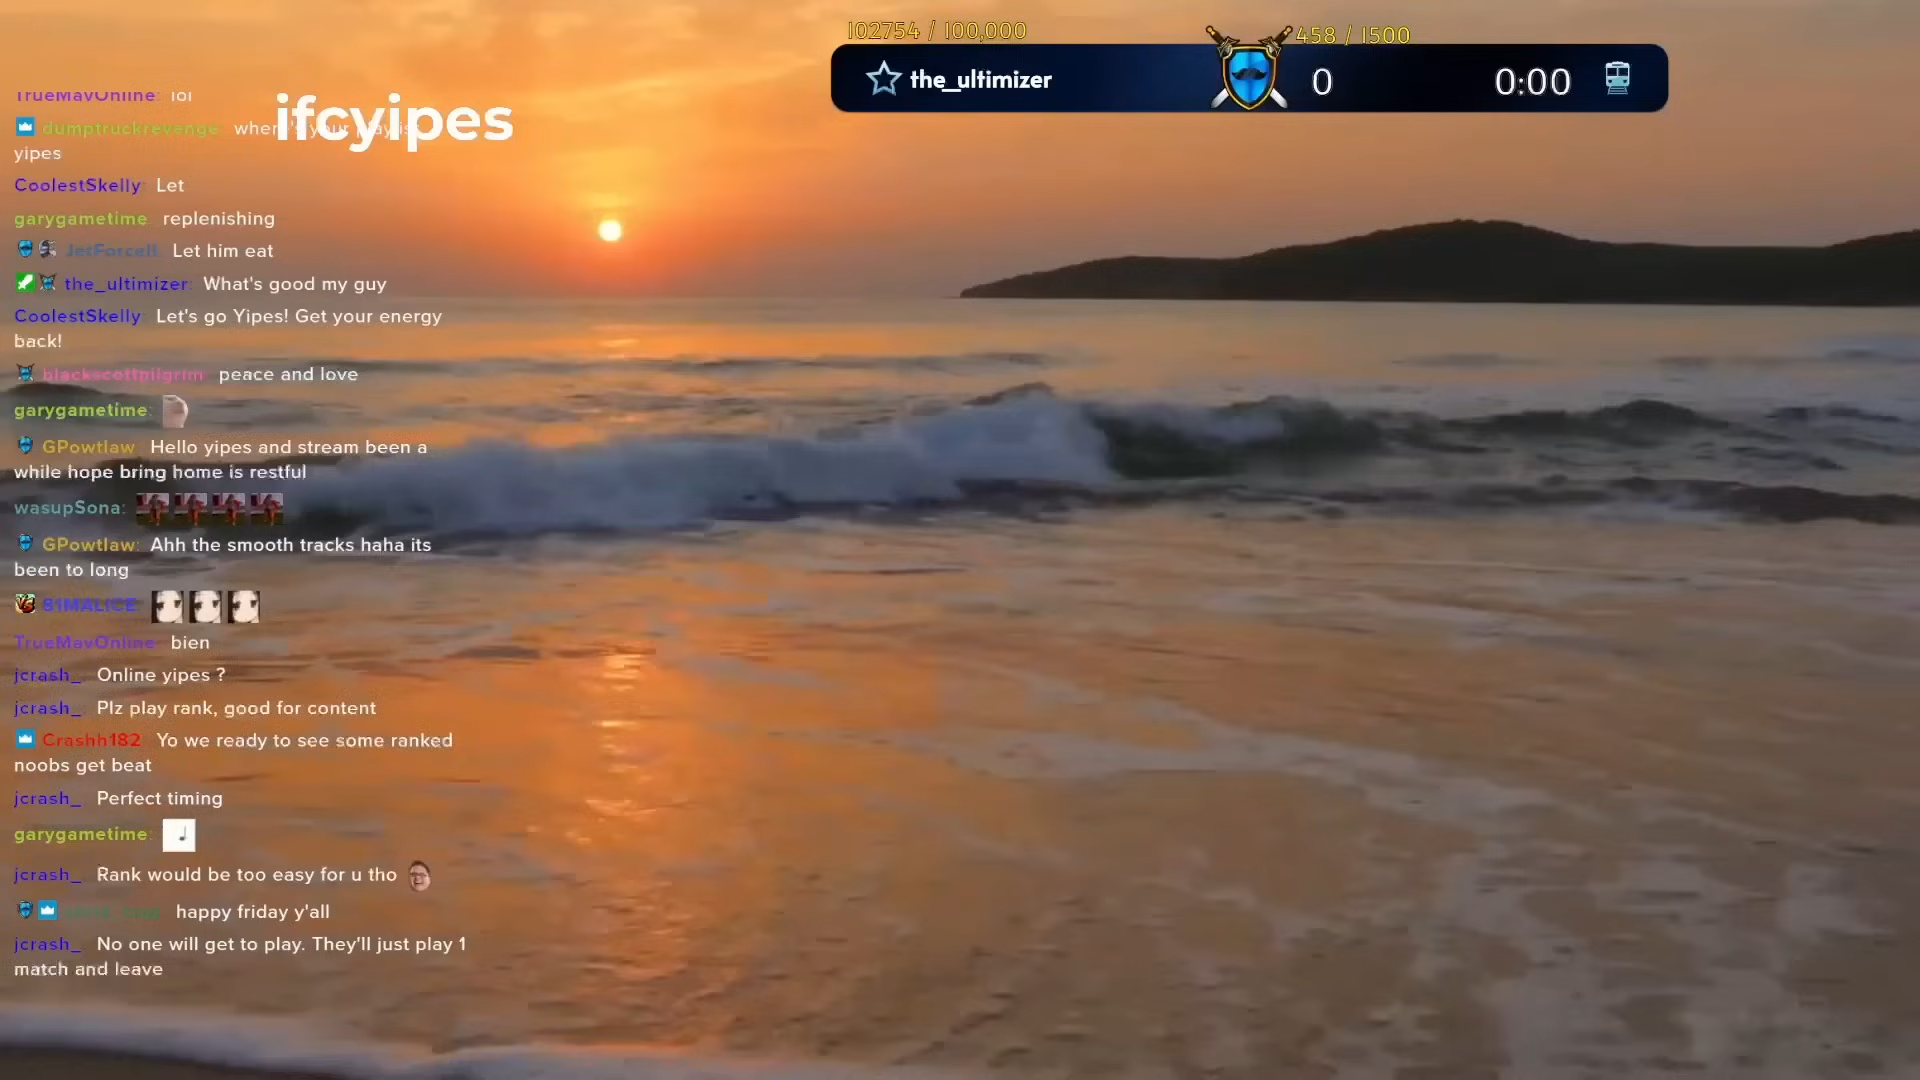 102754 / 100,000
458 / 1500
the_ultimizer
0
0:00
ifcyipes
TrueMavOnline: lol
dumptruckrevenge: where's your
yipes
CoolestSkelly: Let
garygametime: replenishing
JetForcell: Let him eat
the_ultimizer: What's good my guy
CoolestSkelly: Let's go Yipes! Get your energy
back!
blackscottpilgrim: peace and love
garygametime:
GPowtlaw: Hello yipes and stream been a
while hope bring home is restful
wasupSona:
GPowtlaw: Ahh the smooth tracks haha its
been to long
81MALICE:
TrueMavOnline: bien
jcrash_: Online yipes ?
jcrash_: Plz play rank, good for content
Crashh182: Yo we ready to see some ranked
noobs get beat
jcrash_: Perfect timing
garygametime:
jcrash_: Rank would be too easy for u tho
happy friday y'all
jcrash_: No one will get to play. They'll just play 1
match and leave